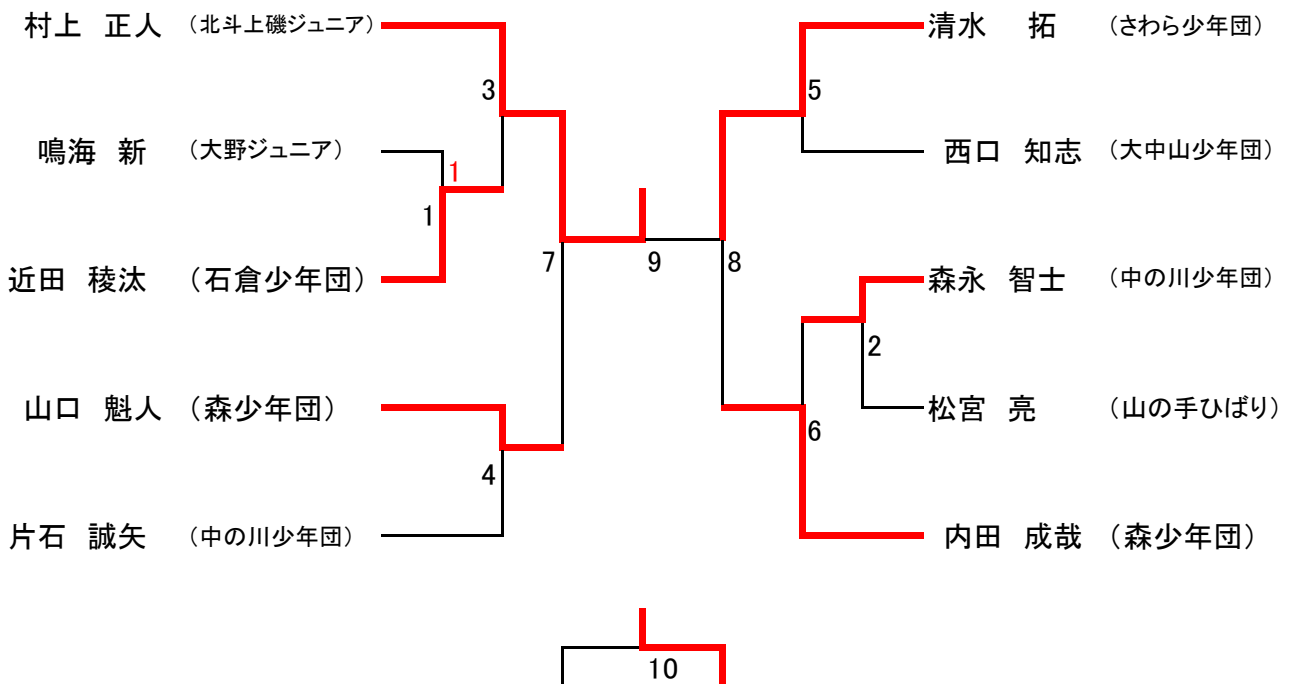 村上 正人 （北斗上磯ジュニア）
清水 拓 （さわら少年団）
3
5
鳴海 新 （大野ジュニア）
西口 知志 （大中山少年団）
1
1
7
9
8
近田 稜汰 （石倉少年団）
森永 智士 （中の川少年団）
2
山口 魁人 （森少年団）
松宮 亮 （山の手ひばり）
6
4
片石 誠矢 （中の川少年団）
内田 成哉 （森少年団）
10